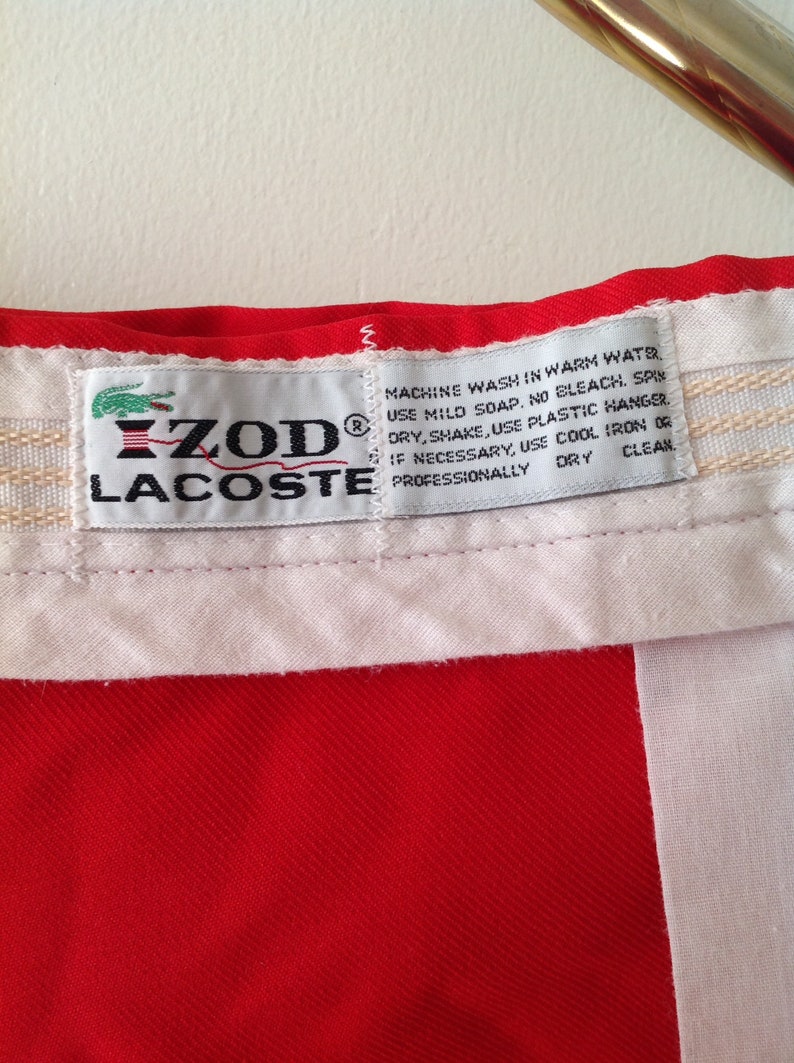 IZOD®
LACOSTE
MACHINE WASH IN WARM WATER.
USE MILD SOAP. NO BLEACH. SPIN
DRY, SHAKE, USE PLASTIC HANGER.
IF NECESSARY, USE COOL IRON OR
PROFESSIONALLY DRY CLEAN.